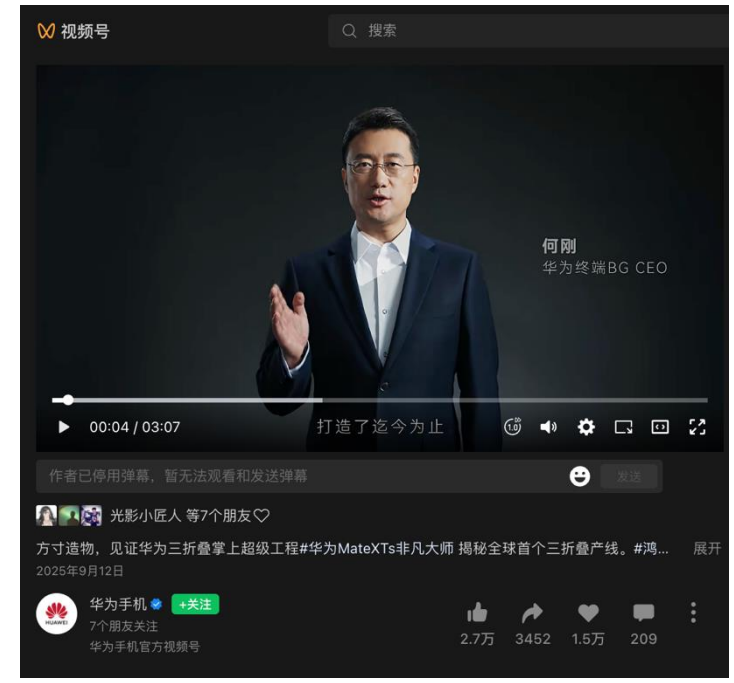 视频号
搜索
何刚
华为终端BG CEO
00:04 / 03:07
打造了迄今为止
1.0
作者已停用弹幕，暂无法观看和发送弹幕
发送
光影小匠人 等7个朋友♡
方寸造物，见证华为三折叠掌上超级工程#华为MateXTs非凡大师 揭秘全球首个三折叠产线。#鸿... 展开
2025年9月12日
HUAWEI
华为手机 +关注
7个朋友关注
华为手机官方视频号
2.7万 3452 1.5万 209